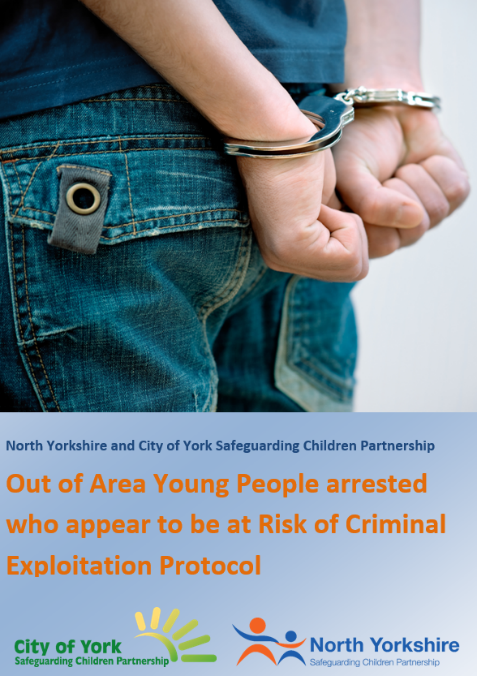 North Yorkshire and City of York Safeguarding Children Partnership
Out of Area Young People arrested
who appear to be at Risk of Criminal
Exploitation Protocol
City of York
Safeguarding Children Partnership
North Yorkshire
Safeguarding Children Partnership